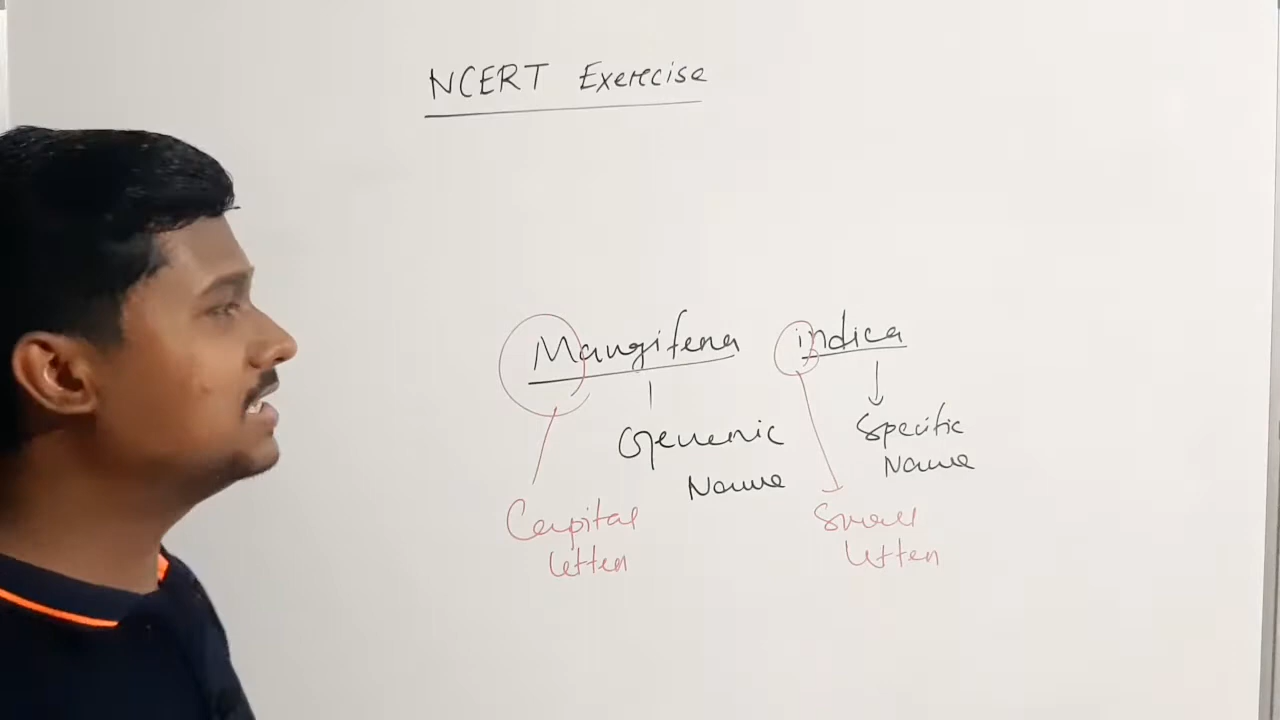 NCERT Exercise
Mangifera indica
Generic Name
Specific Name
Capital letter
Small letter